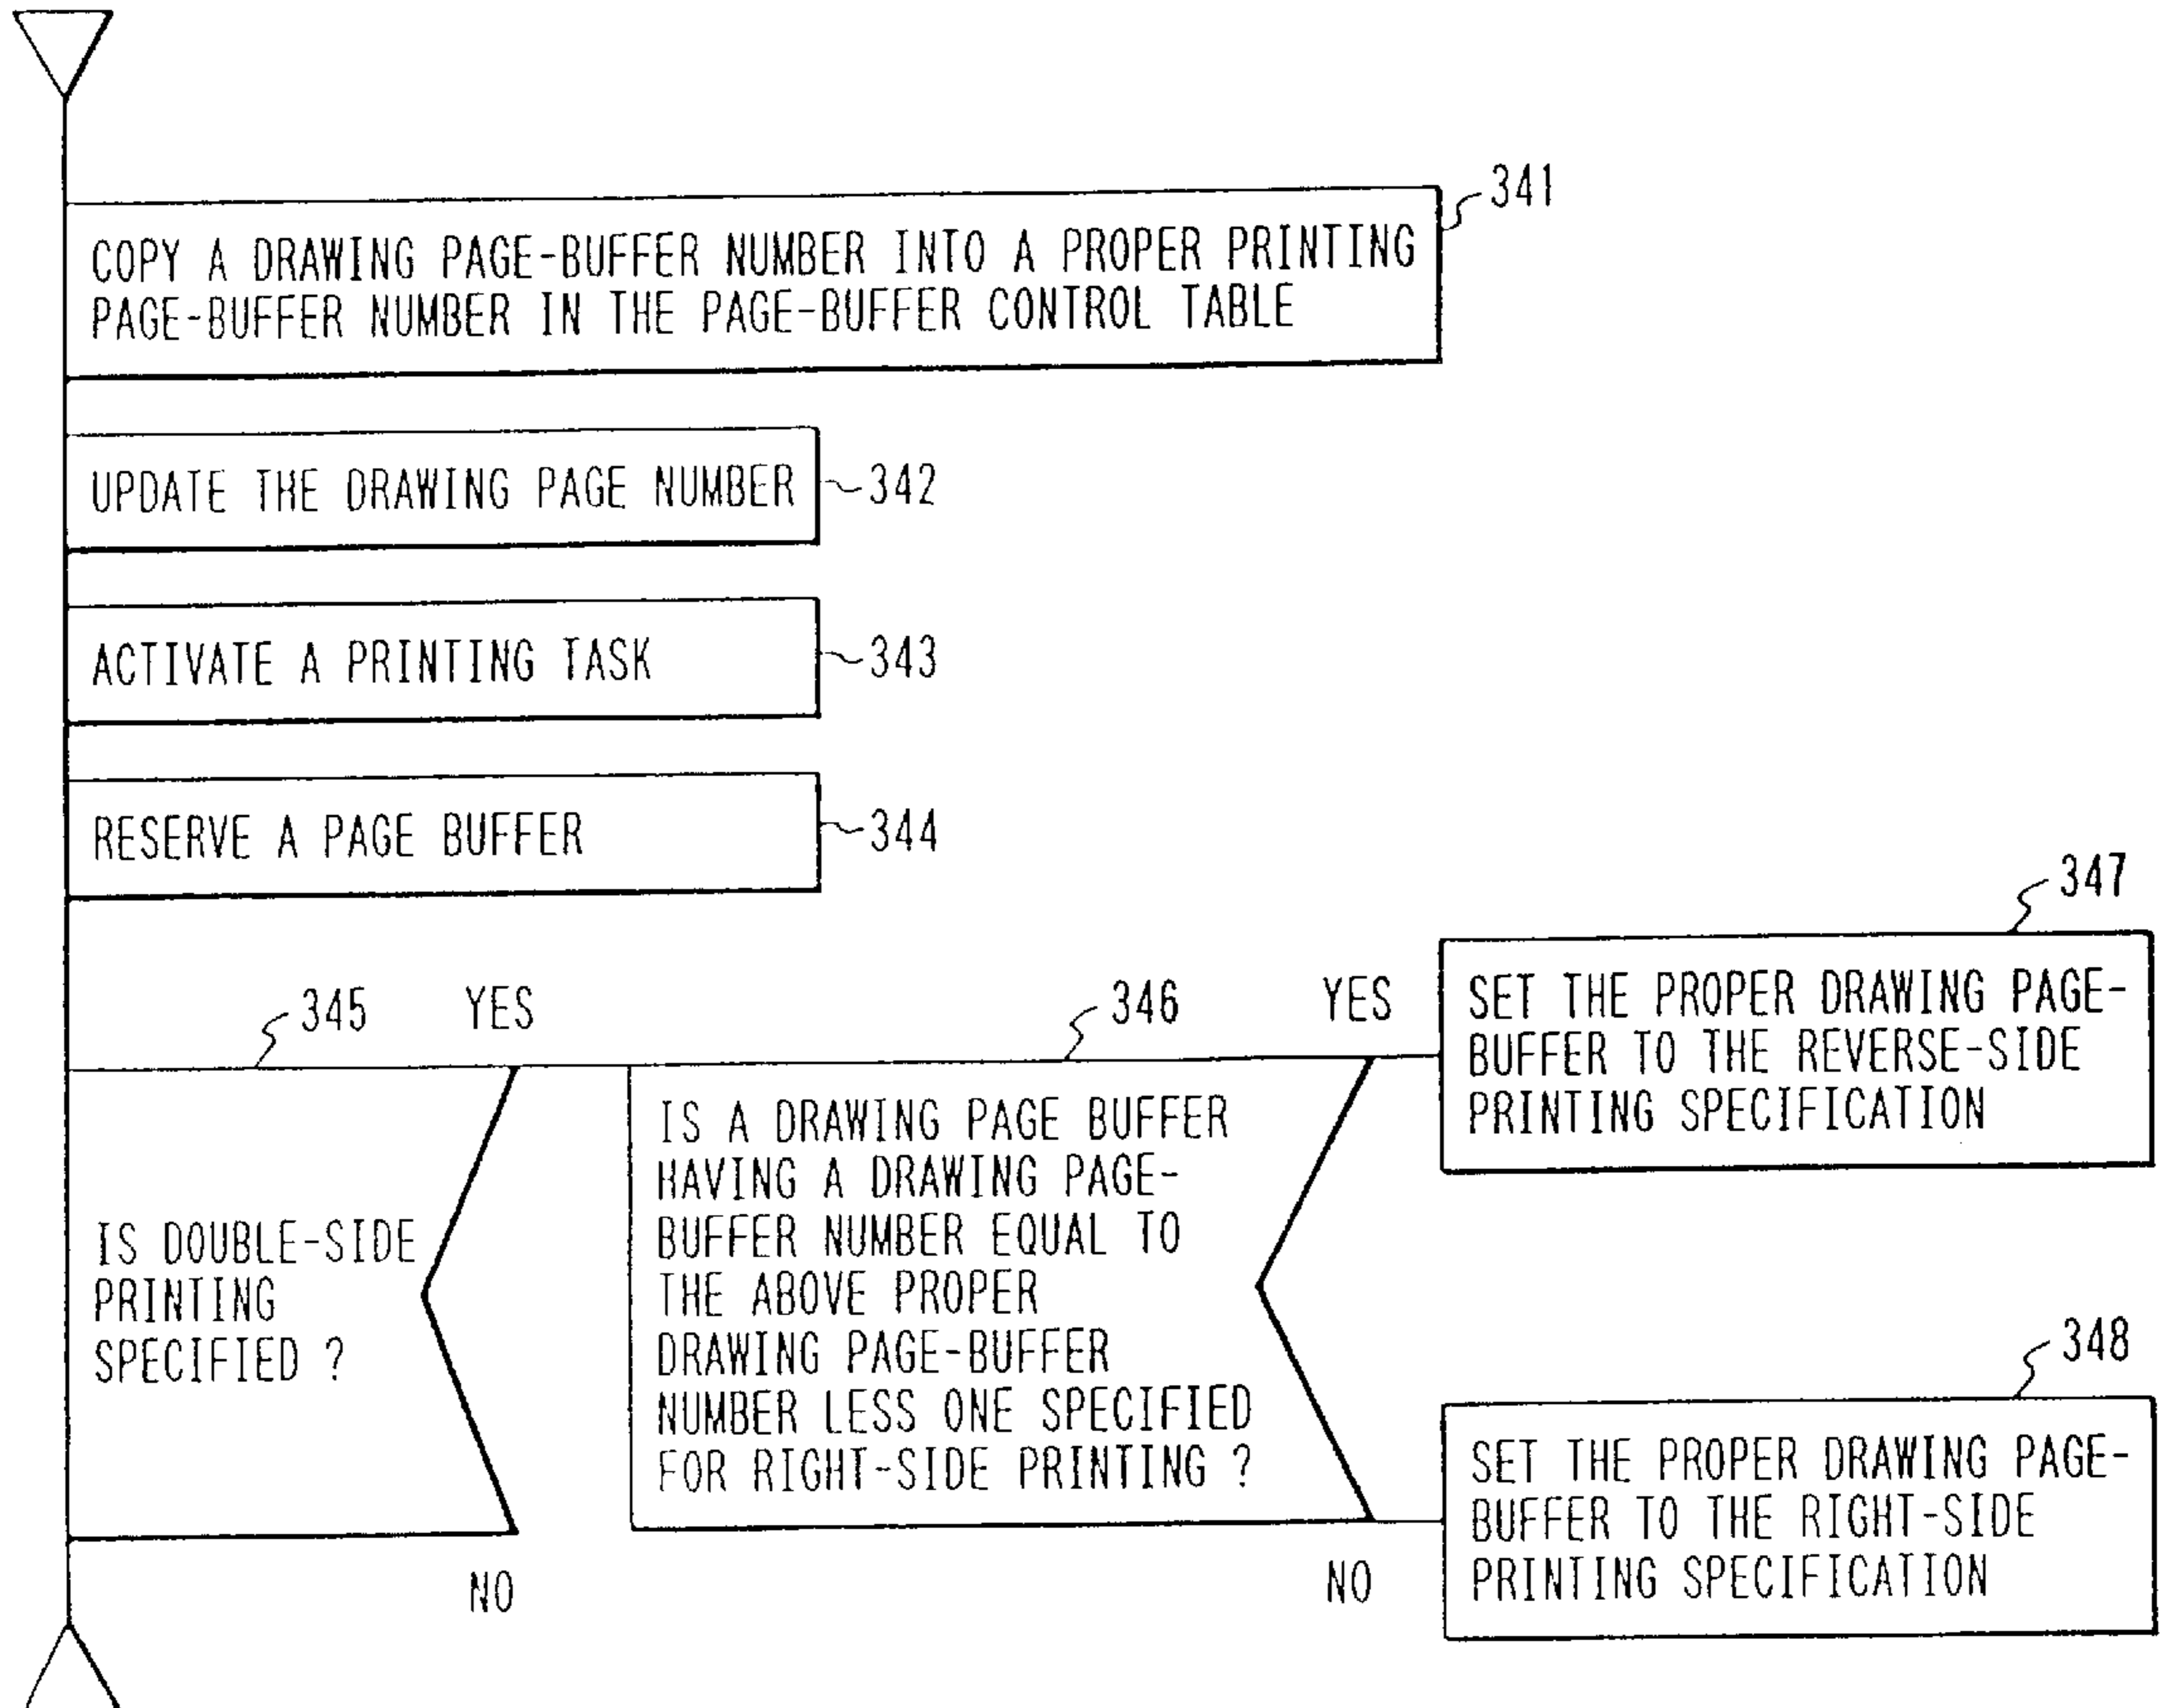 341
COPY A DRAWING PAGE-BUFFER NUMBER INTO A PROPER PRINTING
PAGE-BUFFER NUMBER IN THE PAGE-BUFFER CONTROL TABLE
UPDATE THE DRAWING PAGE NUMBER
342
ACTIVATE A PRINTING TASK
343
RESERVE A PAGE BUFFER
344
345
YES
IS DOUBLE-SIDE
PRINTING
SPECIFIED ?
NO
346
YES
IS A DRAWING PAGE BUFFER
HAVING A DRAWING PAGE-
BUFFER NUMBER EQUAL TO
THE ABOVE PROPER
DRAWING PAGE-BUFFER
NUMBER LESS ONE SPECIFIED
FOR RIGHT-SIDE PRINTING ?
NO
347
SET THE PROPER DRAWING PAGE-
BUFFER TO THE REVERSE-SIDE
PRINTING SPECIFICATION
348
SET THE PROPER DRAWING PAGE-
BUFFER TO THE RIGHT-SIDE
PRINTING SPECIFICATION